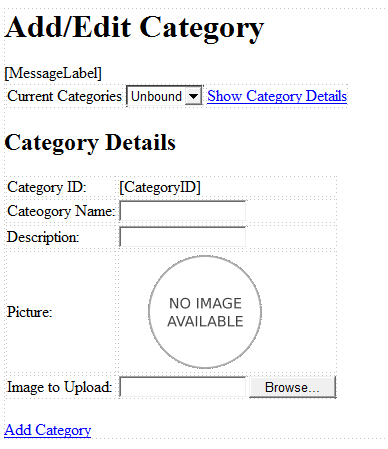 Add/Edit Category
[MessageLabel]
Current Categories Unbound Show Category Details
Category Details
Category ID: [CategoryID]
Cateogory Name:
Description:
Picture:
NO IMAGE
AVAILABLE
Image to Upload: Browse...
Add Category